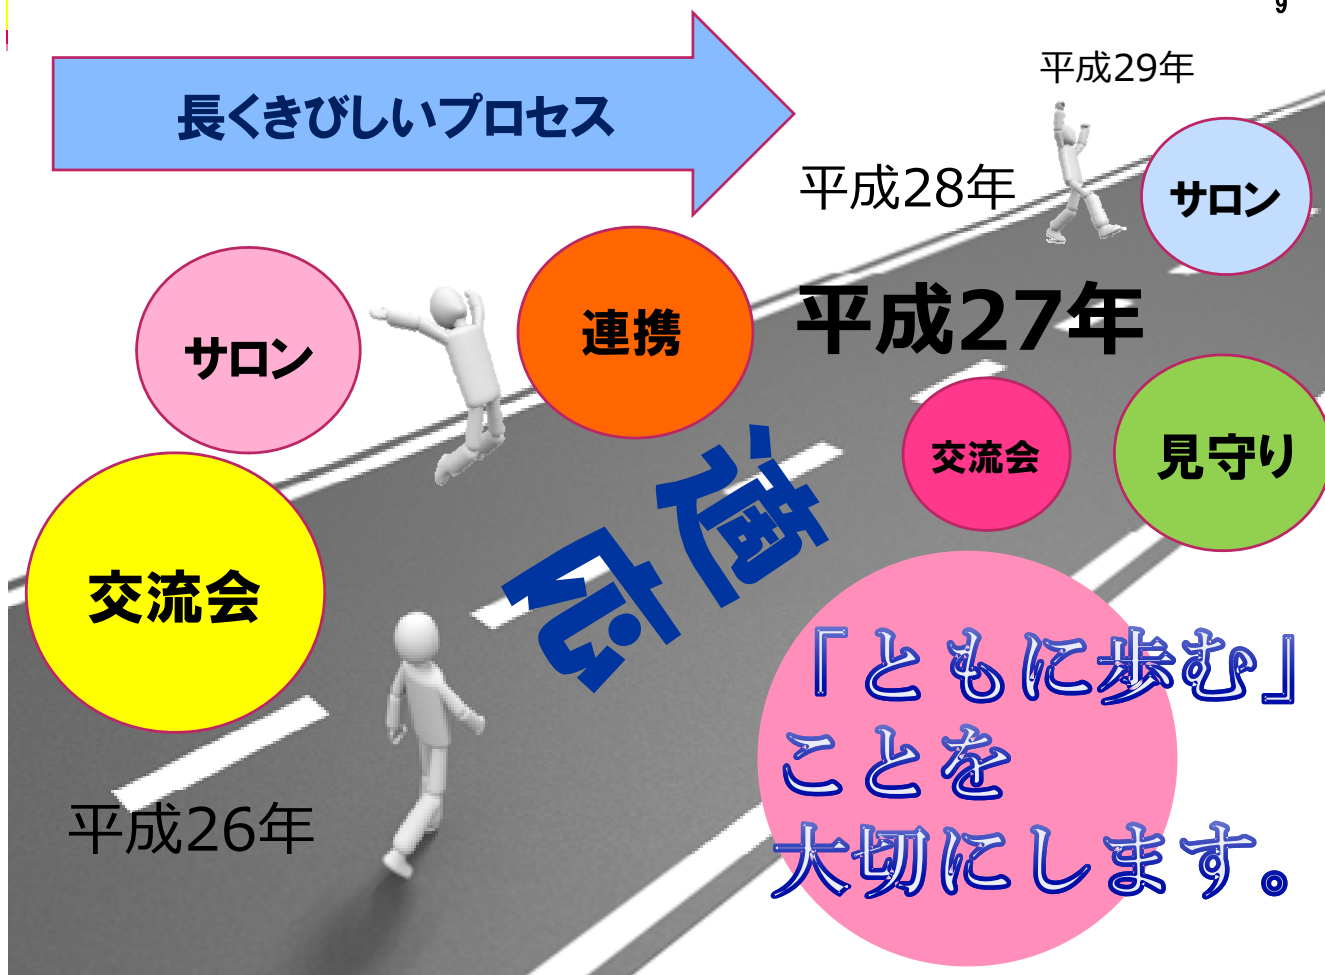 9
長くきびしいプロセス
平成29年
平成28年
サロン
平成27年
サロン
連携
交流会
見守り
適応
交流会
「ともに歩む」
ことを
大切にします。
平成26年